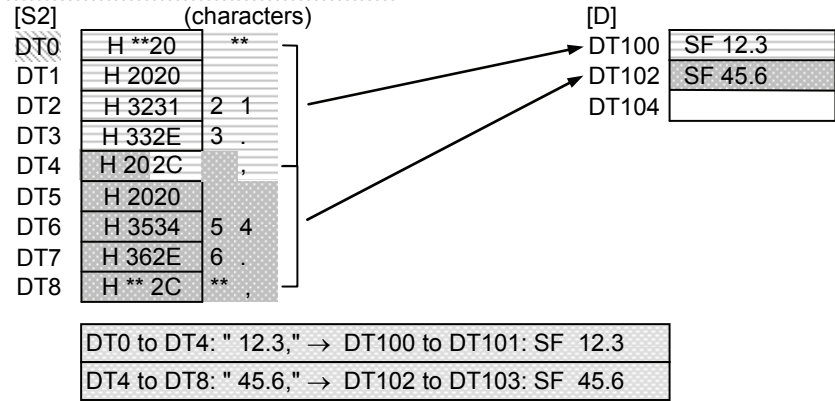 [S2] (characters) [D]
DT0 H **20 ** DT100 SF 12.3
DT1 H 2020 DT102 SF 45.6
DT2 H 3231 2 1 DT104
DT3 H 332E 3 .
DT4 H 202C ,
DT5 H 2020
DT6 H 3534 5 4
DT7 H 362E 6 .
DT8 H ** 2C ** ,
DT0 to DT4: " 12.3," → DT100 to DT101: SF 12.3
DT4 to DT8: " 45.6," → DT102 to DT103: SF 45.6